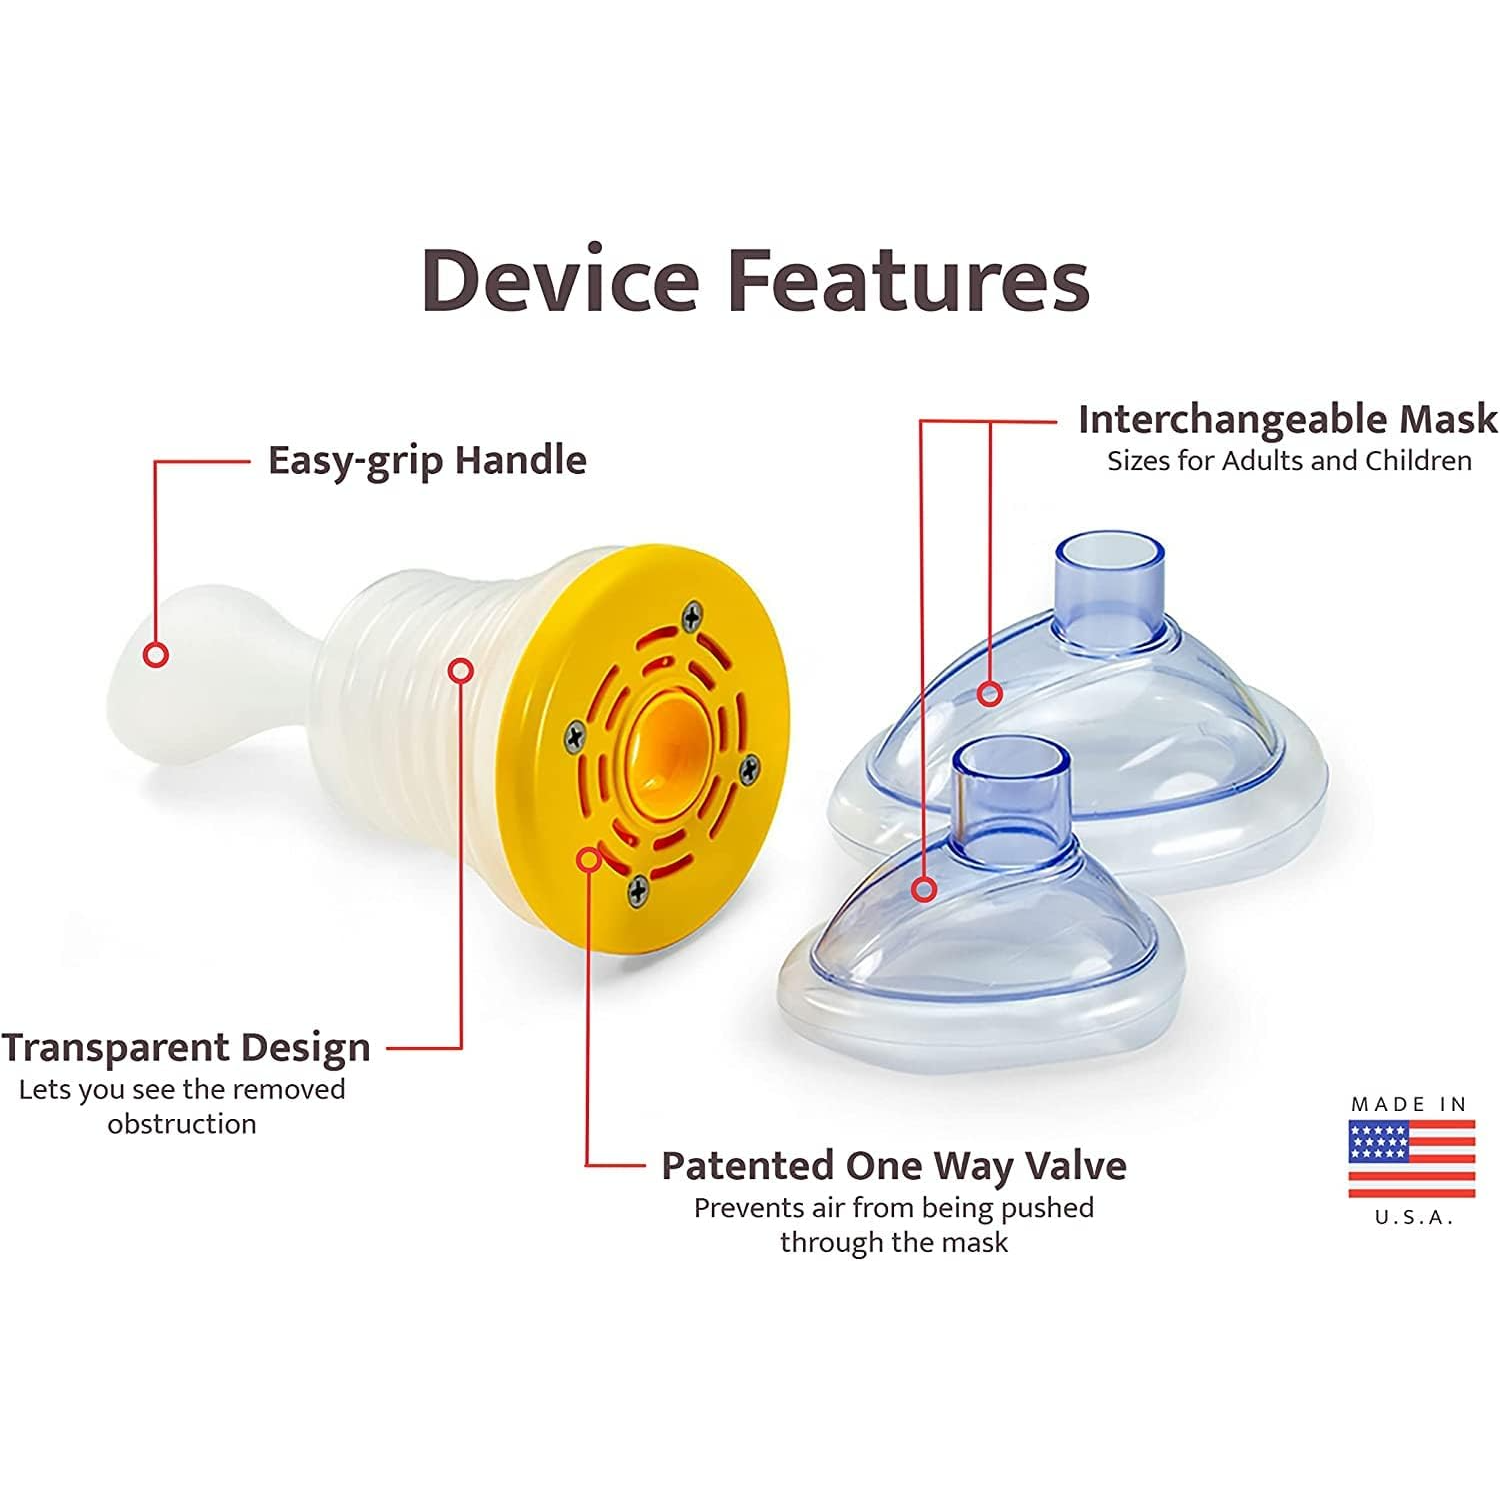 Device Features
Easy-grip Handle
Interchangeable Mask
Sizes for Adults and Children
Transparent Design
Lets you see the removed
obstruction
Patented One Way Valve
Prevents air from being pushed
through the mask
MADE IN
U.S.A.